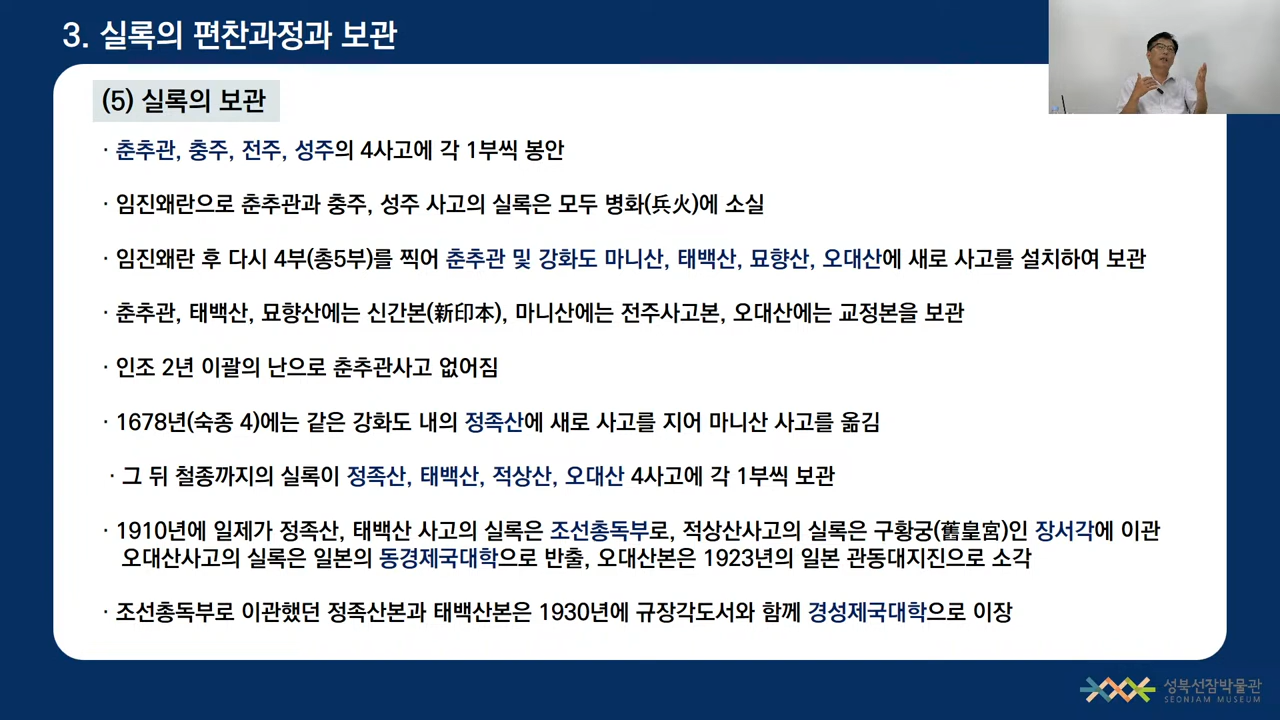 3. 실록의 편찬과정과 보관
(5) 실록의 보관
· 춘추관, 충주, 전주, 성주의 4사고에 각 1부씩 봉안
· 임진왜란으로 춘추관과 충주, 성주 사고의 실록은 모두 병화(兵火)에 소실
· 임진왜란 후 다시 4부(총5부)를 찍어 춘추관 및 강화도 마니산, 태백산, 묘향산, 오대산에 새로 사고를 설치하여 보관
· 춘추관, 태백산, 묘향산에는 신간본(新印本), 마니산에는 전주사고본, 오대산에는 교정본을 보관
· 인조 2년 이괄의 난으로 춘추관사고 없어짐
· 1678년(숙종 4)에는 같은 강화도 내의 정족산에 새로 사고를 지어 마니산 사고를 옮김
· 그 뒤 철종까지의 실록이 정족산, 태백산, 적상산, 오대산 4사고에 각 1부씩 보관
· 1910년에 일제가 정족산, 태백산 사고의 실록은 조선총독부로, 적상산사고의 실록은 구황궁(舊皇宮)인 장서각에 이관
오대산사고의 실록은 일본의 동경제국대학으로 반출, 오대산본은 1923년의 일본 관동대지진으로 소각
· 조선총독부로 이관했던 정족산본과 태백산본은 1930년에 규장각도서와 함께 경성제국대학으로 이장
성북선잠박물관
SEONJAM MUSEUM